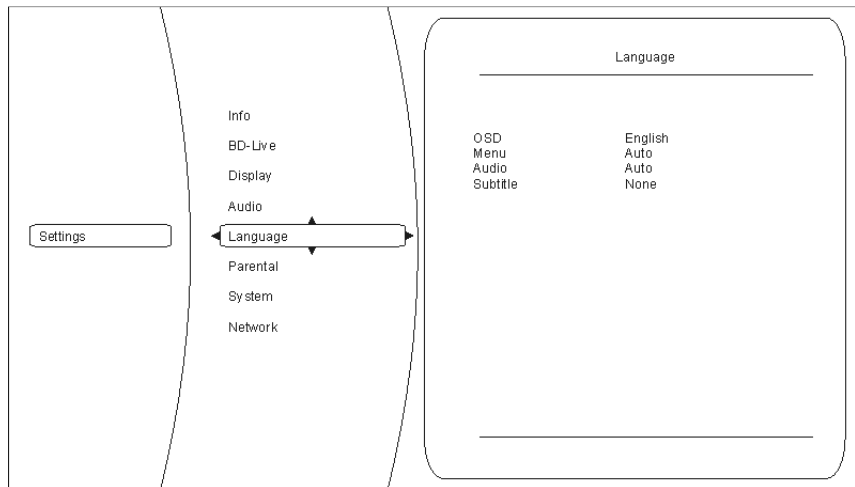 Settings
Info
BD-Live
Display
Audio
Language
Parental
System
Network
Language
OSD English
Menu Auto
Audio Auto
Subtitle None